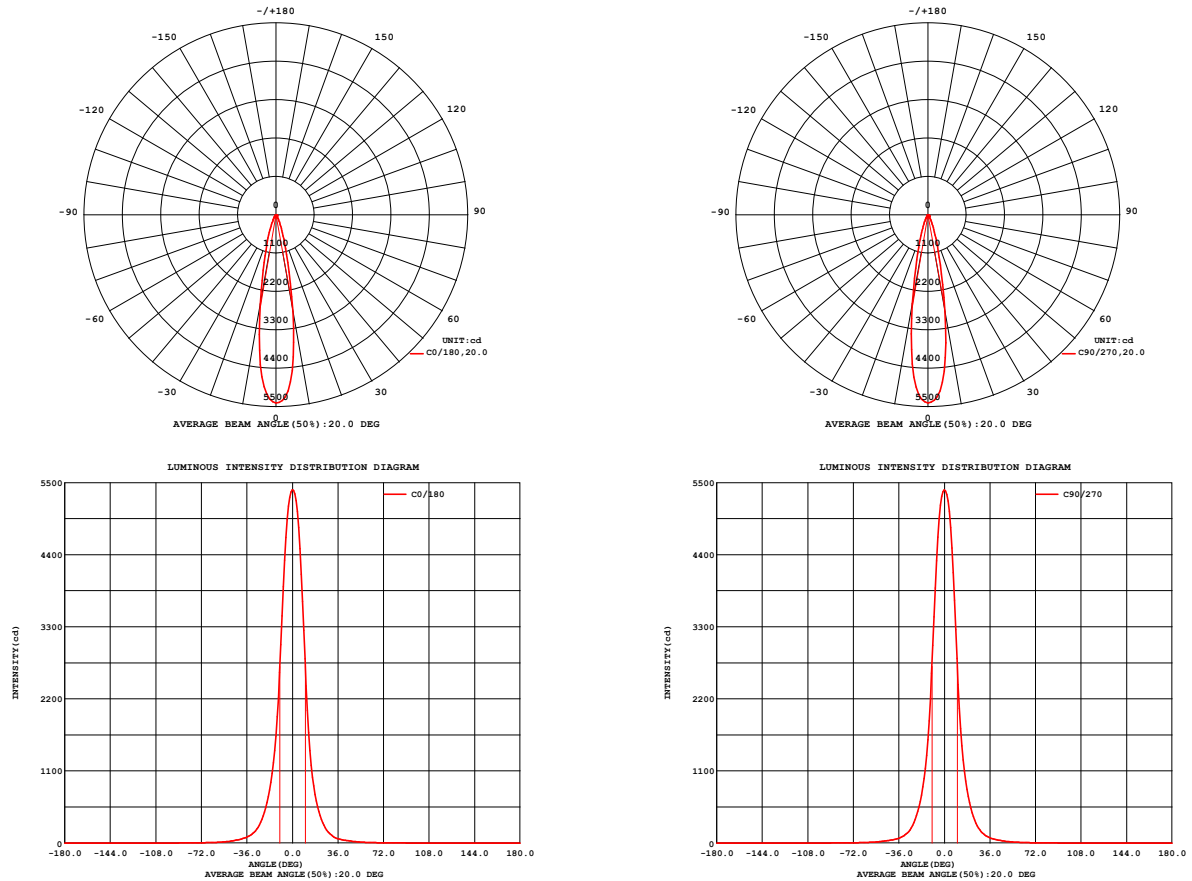 -/+180
-150 150
-120 120
-90 90
-60 60
-30 30
0
1100
2200
3300
4400
5500
0
UNIT:cd
C0/180,20.0
AVERAGE BEAM ANGLE(50%):20.0 DEG
-/+180
-150 150
-120 120
-90 90
-60 60
-30 30
0
1100
2200
3300
4400
5500
0
UNIT:cd
C90/270,20.0
AVERAGE BEAM ANGLE(50%):20.0 DEG
LUMINOUS INTENSITY DISTRIBUTION DIAGRAM
C0/180
INTENSITY(cd)
5500
4400
3300
2200
1100
0
-180.0 -144.0 -108.0 -72.0 -36.0 0.0 36.0 72.0 108.0 144.0 180.0
ANGLE(DEG)
AVERAGE BEAM ANGLE(50%):20.0 DEG
LUMINOUS INTENSITY DISTRIBUTION DIAGRAM
C90/270
INTENSITY(cd)
5500
4400
3300
2200
1100
0
-180.0 -144.0 -108.0 -72.0 -36.0 0.0 36.0 72.0 108.0 144.0 180.0
ANGLE(DEG)
AVERAGE BEAM ANGLE(50%):20.0 DEG